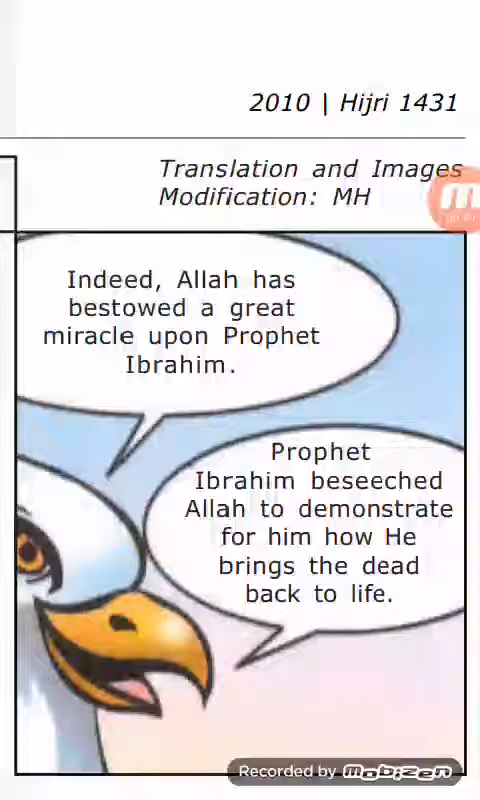 2010 | Hijri 1431
Translation and Images
Modification: MH
Indeed, Allah has
bestowed a great
miracle upon Prophet
Ibrahim.
Prophet
Ibrahim beseeched
Allah to demonstrate
for him how He
brings the dead
back to life.
Recorded by mobizen